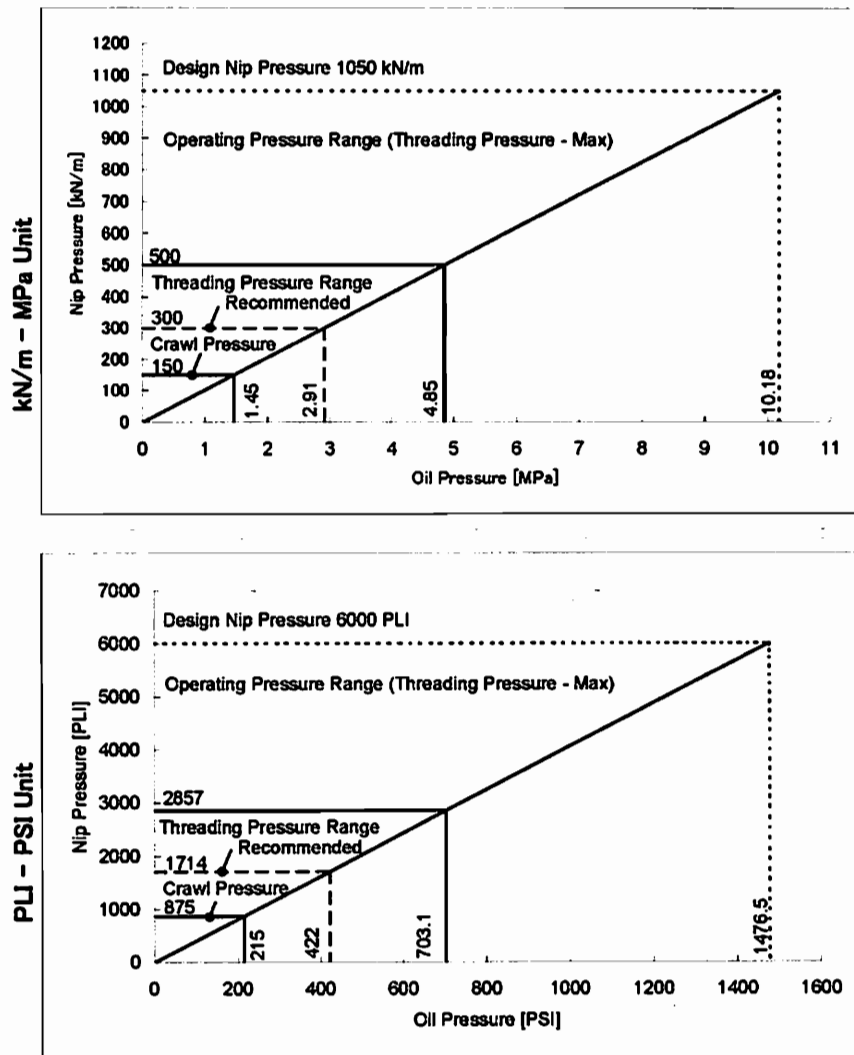 kN/m – MPa Unit
Nip Pressure [kN/m]
1200
1100
1000
900
800
700
600
500
400
300
200
100
0
Design Nip Pressure 1050 kN/m
Operating Pressure Range (Threading Pressure - Max)
500
Threading Pressure Range
Recommended
300
Crawl Pressure
150
1.45
2.91
4.85
10.18
0 1 2 3 4 5 6 7 8 9 10 11
Oil Pressure [MPa]
PLI – PSI Unit
Nip Pressure [PLI]
7000
6000
5000
4000
3000
2000
1000
0
Design Nip Pressure 6000 PLI
Operating Pressure Range (Threading Pressure - Max)
2857
Threading Pressure Range
Recommended
1714
Crawl Pressure
875
215
422
703.1
1476.5
0 200 400 600 800 1000 1200 1400 1600
Oil Pressure [PSI]